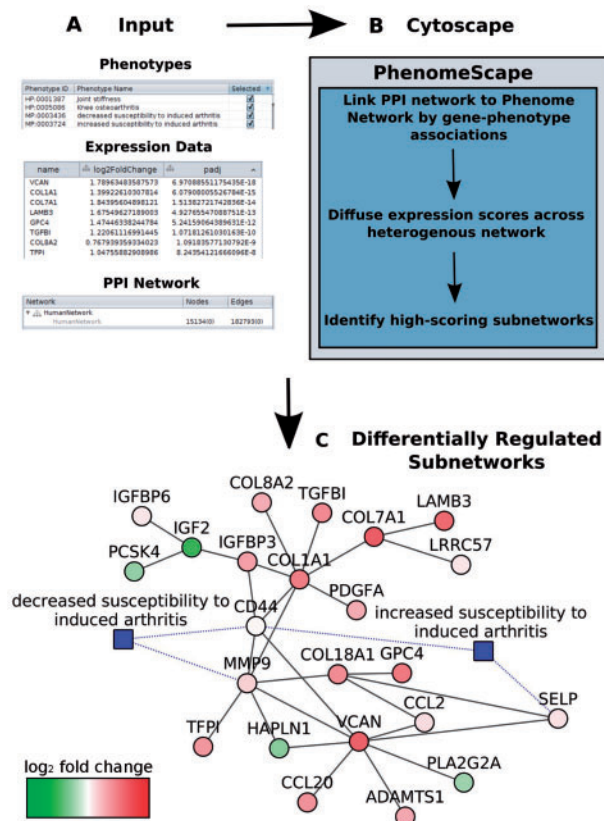 A Input
B Cytoscape
Phenotypes
Phenotype ID Phenotype Name Selected
HP:0001387 Joint stiffness
HP:0005086 Knee osteoarthritis
MP:0003436 decreased susceptibility to induced arthritis
MP:0003724 increased susceptibility to induced arthritis
Expression Data
name log2FoldChange padj
VCAN 1.78963483587573 6.97088551175435E-18
COL1A1 1.39922610307814 6.07908005526784E-15
COL7A1 1.84395604898121 1.51382721742836E-14
LAMB3 1.67549627189003 4.92765547088751E-13
GPC4 1.47446338244784 5.24159064389631E-12
TGFBI 1.22061116991445 1.07181261030163E-10
COL8A2 0.767939359334023 1.09183577130792E-9
TFPI 1.04755882908986 8.24354121666096E-8
PPI Network
Network Nodes Edges
HumanNetwork
HumanNetwork 15134(0) 182793(0)
PhenomeScape
Link PPI network to Phenome
Network by gene-phenotype
associations
Diffuse expression scores across
heterogenous network
Identify high-scoring subnetworks
C Differentially Regulated
Subnetworks
COL8A2
TGFBI
IGFBP6
COL7A1
LAMB3
IGF2
PCSK4
IGFBP3
COL1A1
LRRC57
PDGFA
CD44
decreased susceptibility to
induced arthritis
increased susceptibility to
induced arthritis
MMP9
COL18A1
GPC4
CCL2
SELP
TFPI
HAPLN1
VCAN
PLA2G2A
CCL20
ADAMTS1
log2 fold change